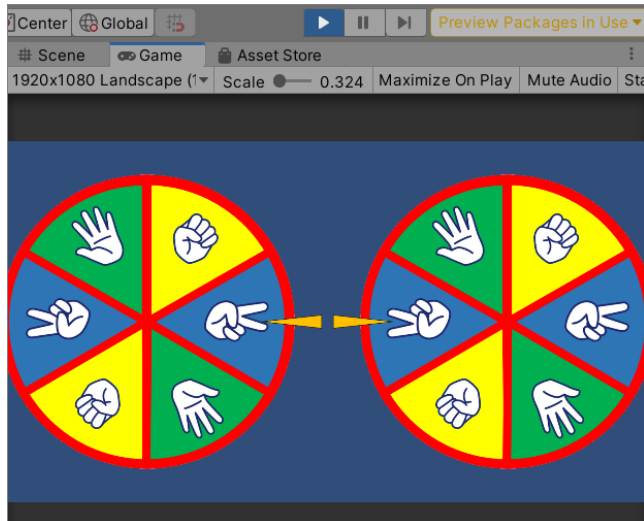 Center Global Preview Packages in Use
Scene Game Asset Store
1920x1080 Landscape (1 Scale 0.324 Maximize On Play Mute Audio Sta